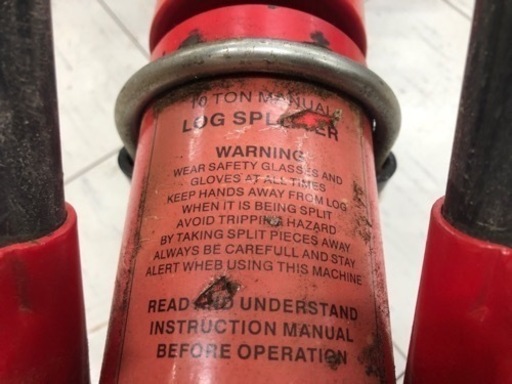 10 TON MANUAL
LOG SPLITTER
WARNING
WEAR SAFETY GLASSES AND
GLOVES AT ALL TIMES
KEEP HANDS AWAY FROM LOG
WHEN IT IS BEING SPLIT
AVOID TRIPPING HAZARD
BY TAKING SPLIT PIECES AWAY
ALWAYS BE CAREFULL AND STAY
ALERT WHEB USING THIS MACHINE
READ AND UNDERSTAND
INSTRUCTION MANUAL
BEFORE OPERATION